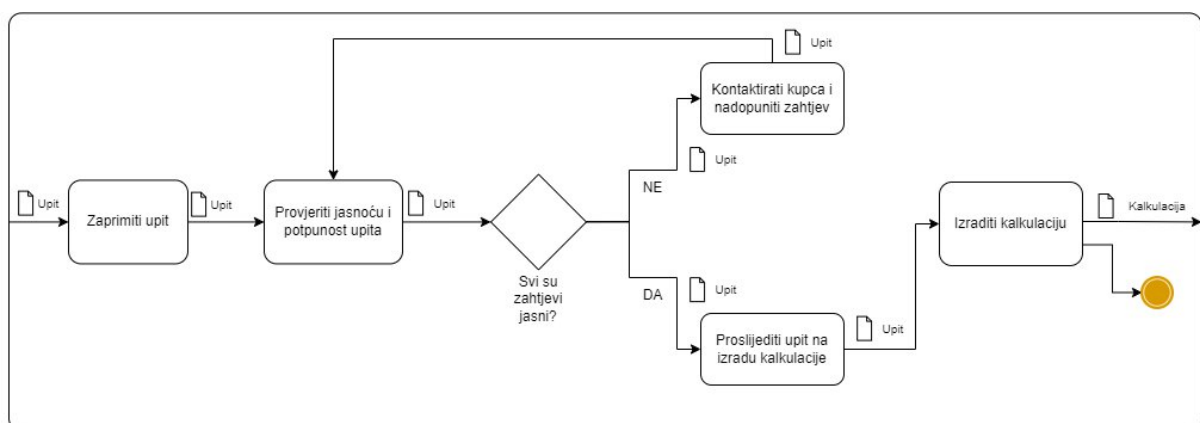 Upit
Kontaktirati kupca i
nadopuniti zahtjev
Upit
NE
Upit
Zaprimiti upit
Upit
Provjeriti jasnoću i
potpunost upita
Upit
Svi su
zahtjevi
jasni?
DA
Upit
Proslijediti upit na
izradu kalkulacije
Upit
Izraditi kalkulaciju
Kalkulacija